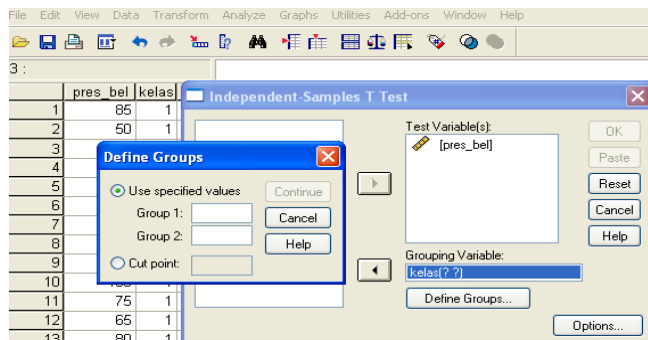 File Edit View Data Transform Analyze Graphs Utilities Add-ons Window Help
3 :
pres_bel kelas
1 85 1
2 50 1
3
4
5
6
7
8
9
10
11 75 1
12 65 1
13 80 1
Independent-Samples T Test
Test Variable(s):
[pres_bel]
OK
Paste
Reset
Cancel
Help
Grouping Variable:
kelas(? ?)
Define Groups...
Options...
Define Groups
Use specified values
Group 1:
Group 2:
Cut point:
Continue
Cancel
Help